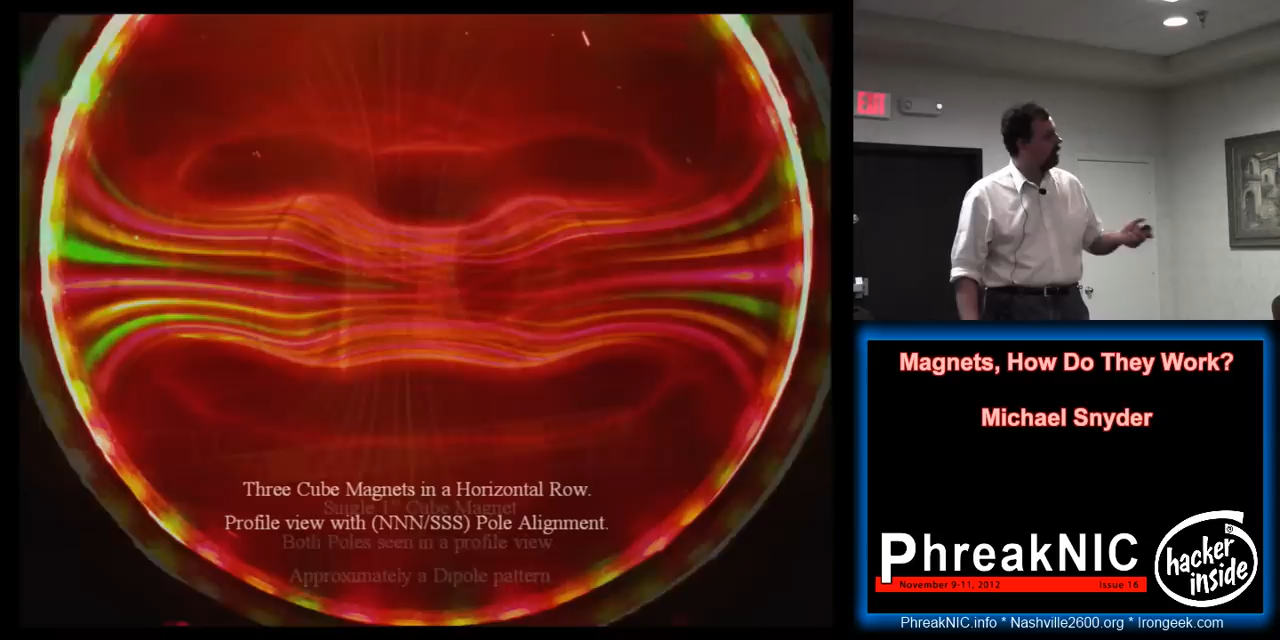 Three Cube Magnets in a Horizontal Row.
Single 1" Cube Magnet
Profile view with (NNN/SSS) Pole Alignment.
Both Poles seen in a profile view
Approximately a Dipole pattern
EXIT
Magnets, How Do They Work?
Michael Snyder
PhreakNIC
November 9-11, 2012 Issue 16
hacker
inside
PhreakNIC.info * Nashville2600.org * Irongeek.com